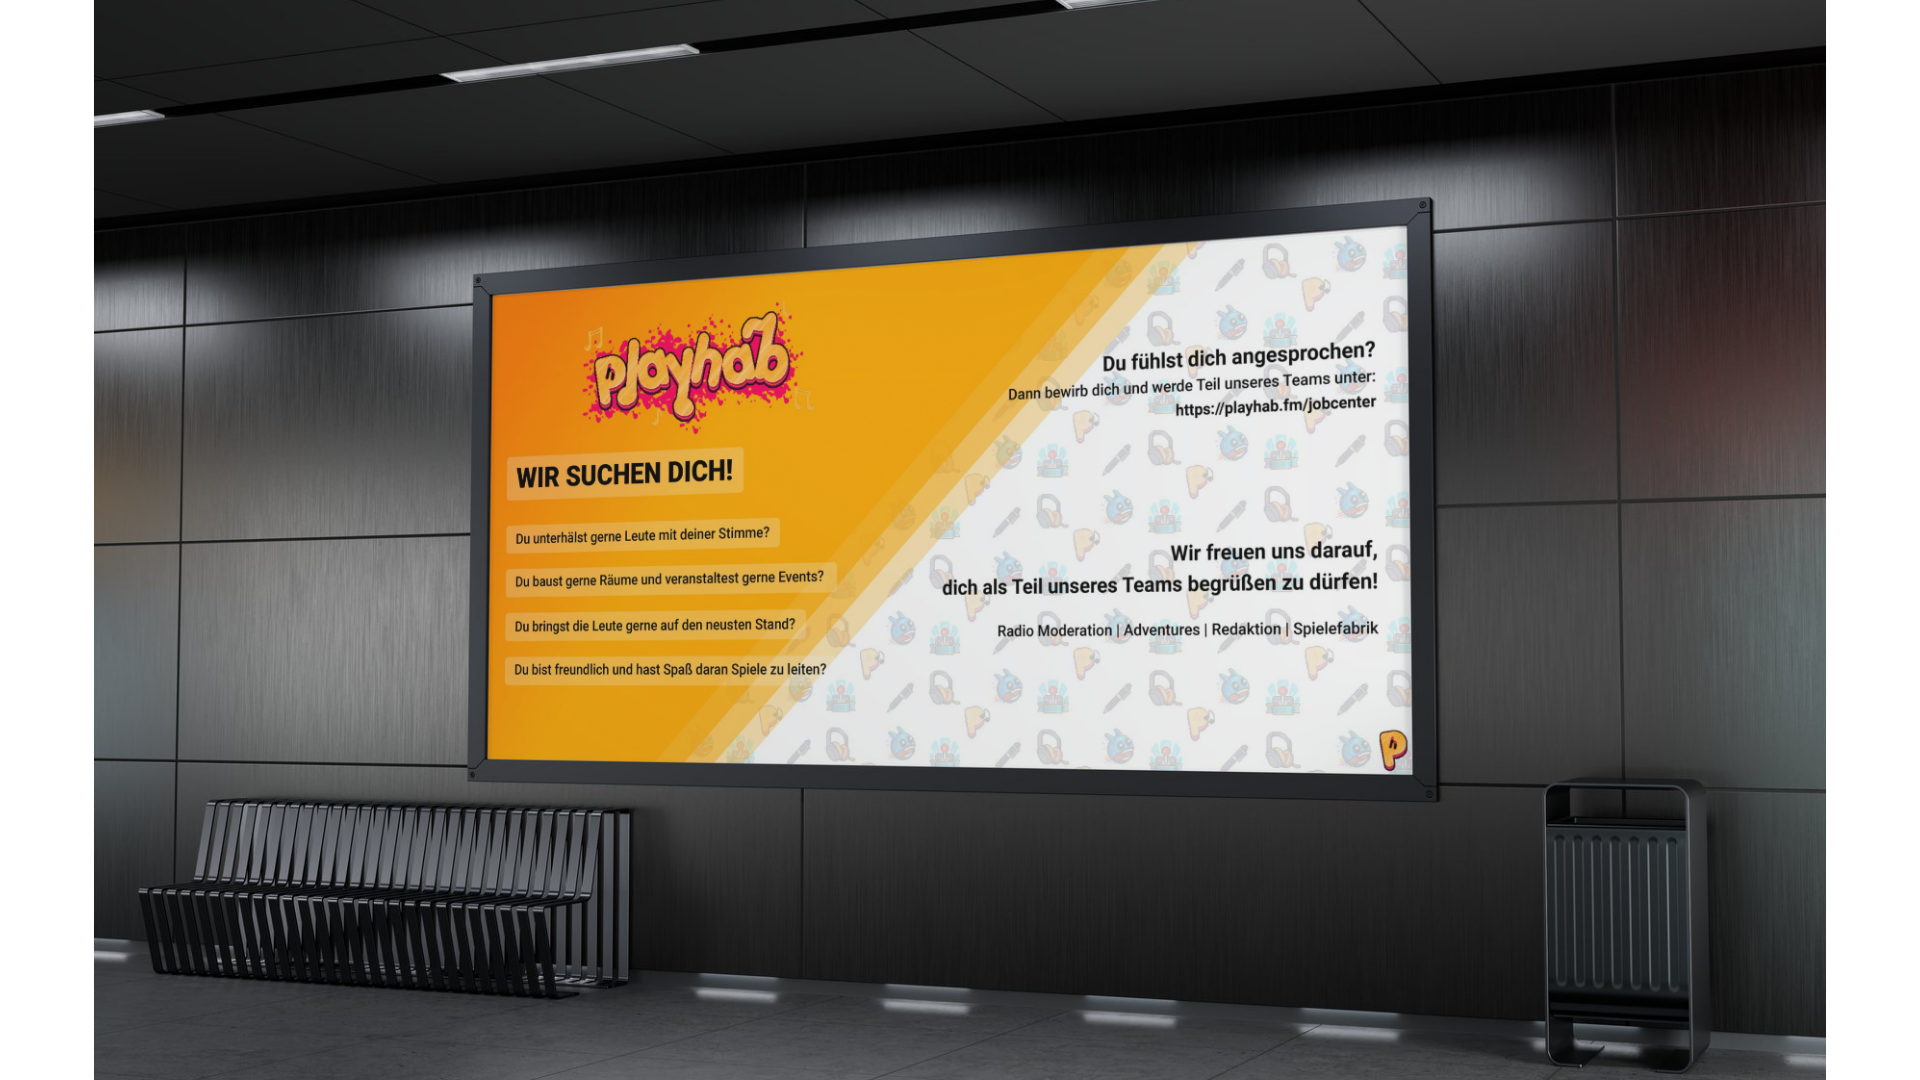 playhab
WIR SUCHEN DICH!
Du unterhälst gerne Leute mit deiner Stimme?
Du baust gerne Räume und veranstaltest gerne Events?
Du bringst die Leute gerne auf den neusten Stand?
Du bist freundlich und hast Spaß daran Spiele zu leiten?
Du fühlst dich angesprochen?
Dann bewirb dich und werde Teil unseres Teams unter:
https://playhab.fm/jobcenter
Wir freuen uns darauf,
dich als Teil unseres Teams begrüßen zu dürfen!
Radio Moderation | Adventures | Redaktion | Spielefabrik
P
h